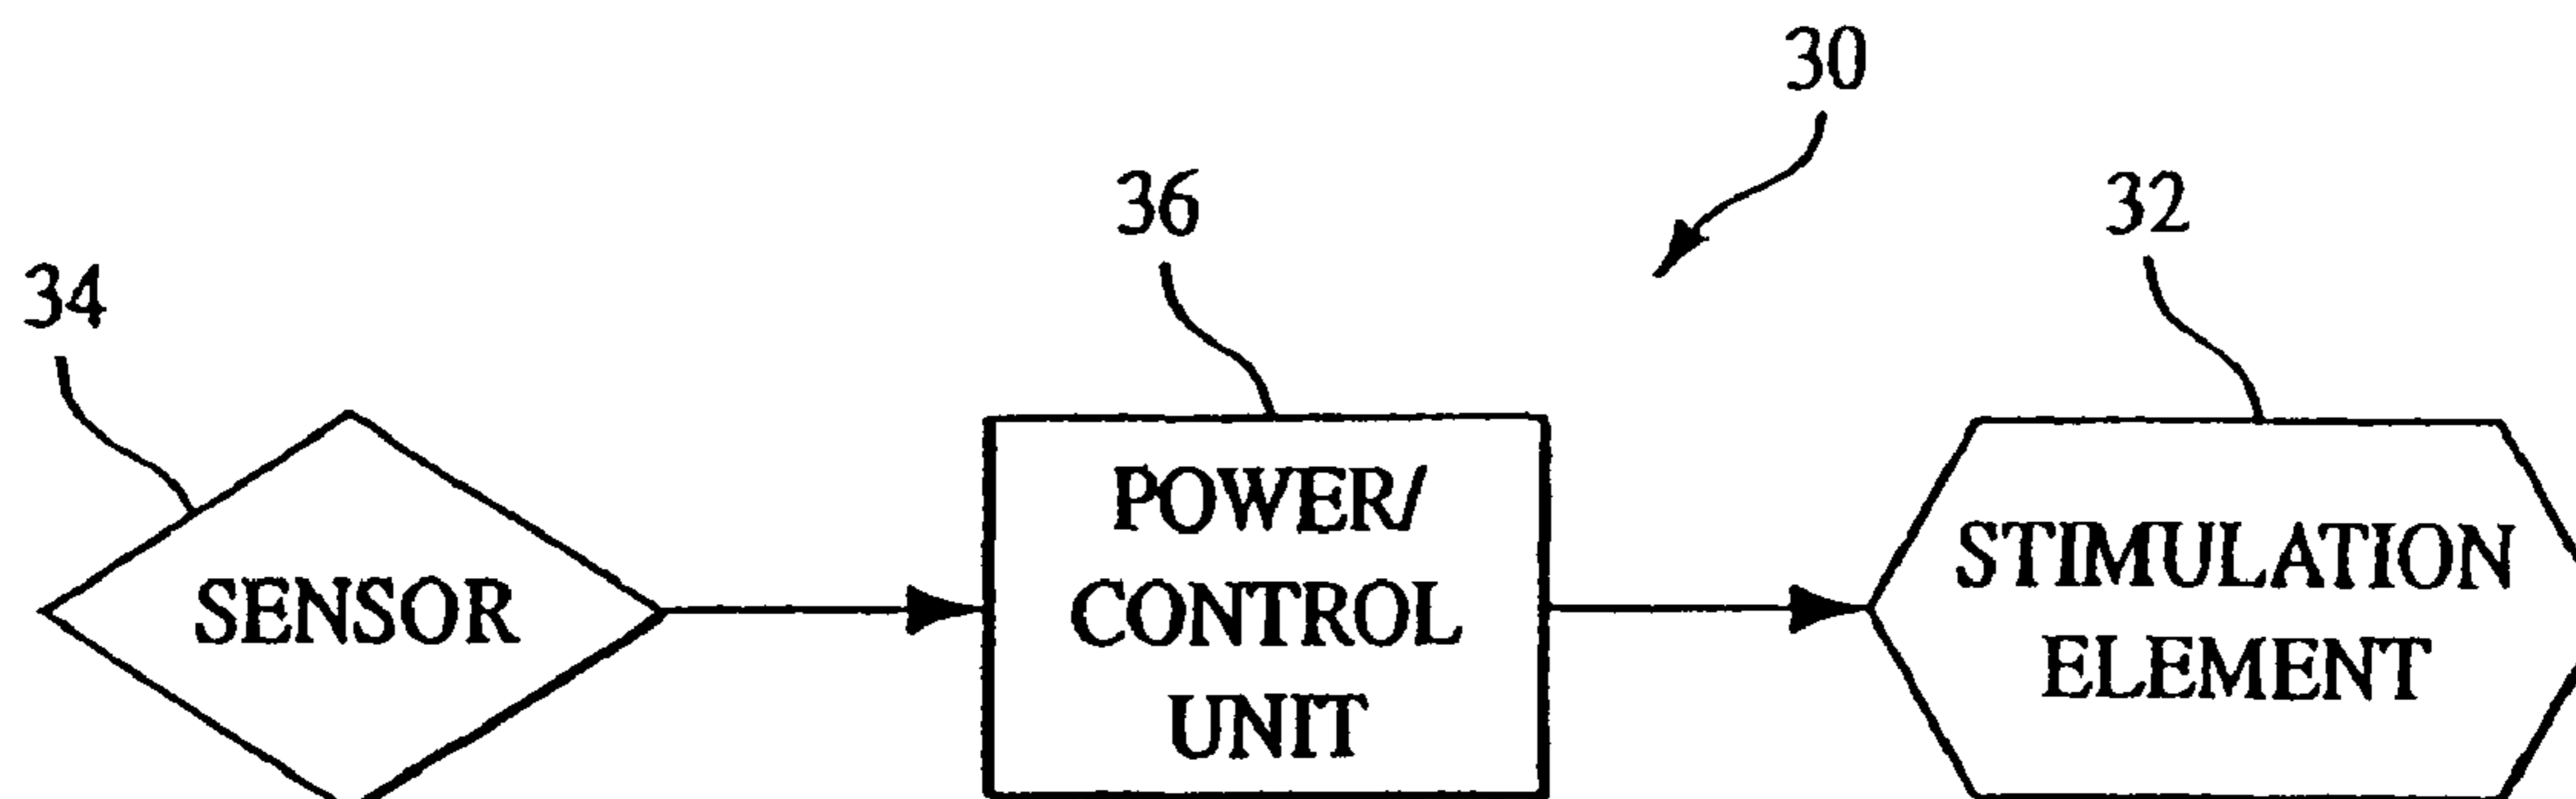 30
36
32
34
POWER/
CONTROL
UNIT
SENSOR
STIMULATION
ELEMENT